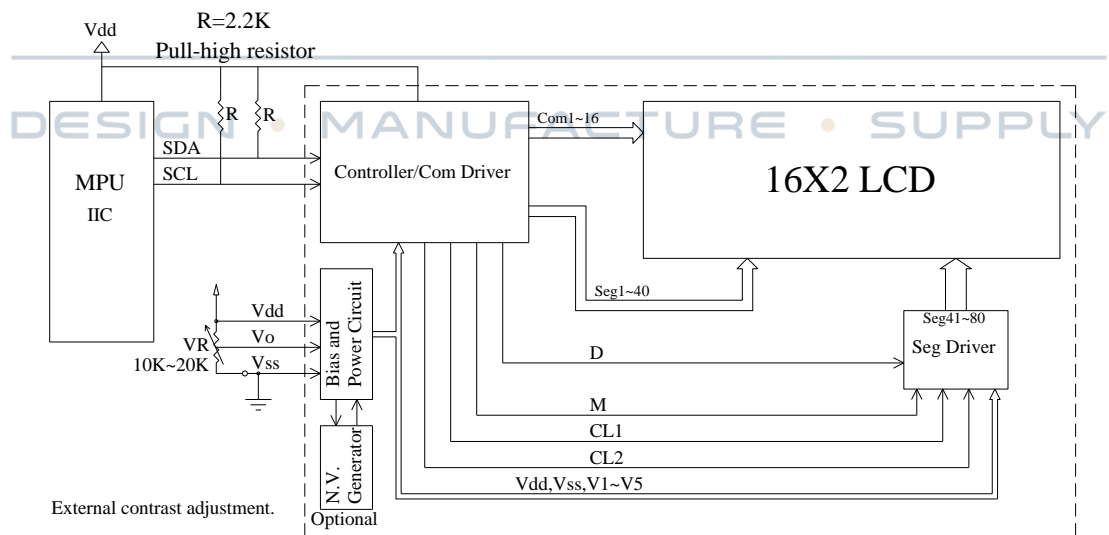 Vdd
R=2.2K
Pull-high resistor
R
R
DESIGN • MANUFACTURE • SUPPLY
MPU
IIC
SDA
SCL
Controller/Com Driver
Com1~16
16X2 LCD
Seg1~40
Seg41~80
Seg Driver
Vdd
Vo
Vss
VR
10K~20K
Bias and
Power Circuit
D
M
CL1
CL2
Vdd,Vss,V1~V5
N.V.
Generator
Optional
External contrast adjustment.